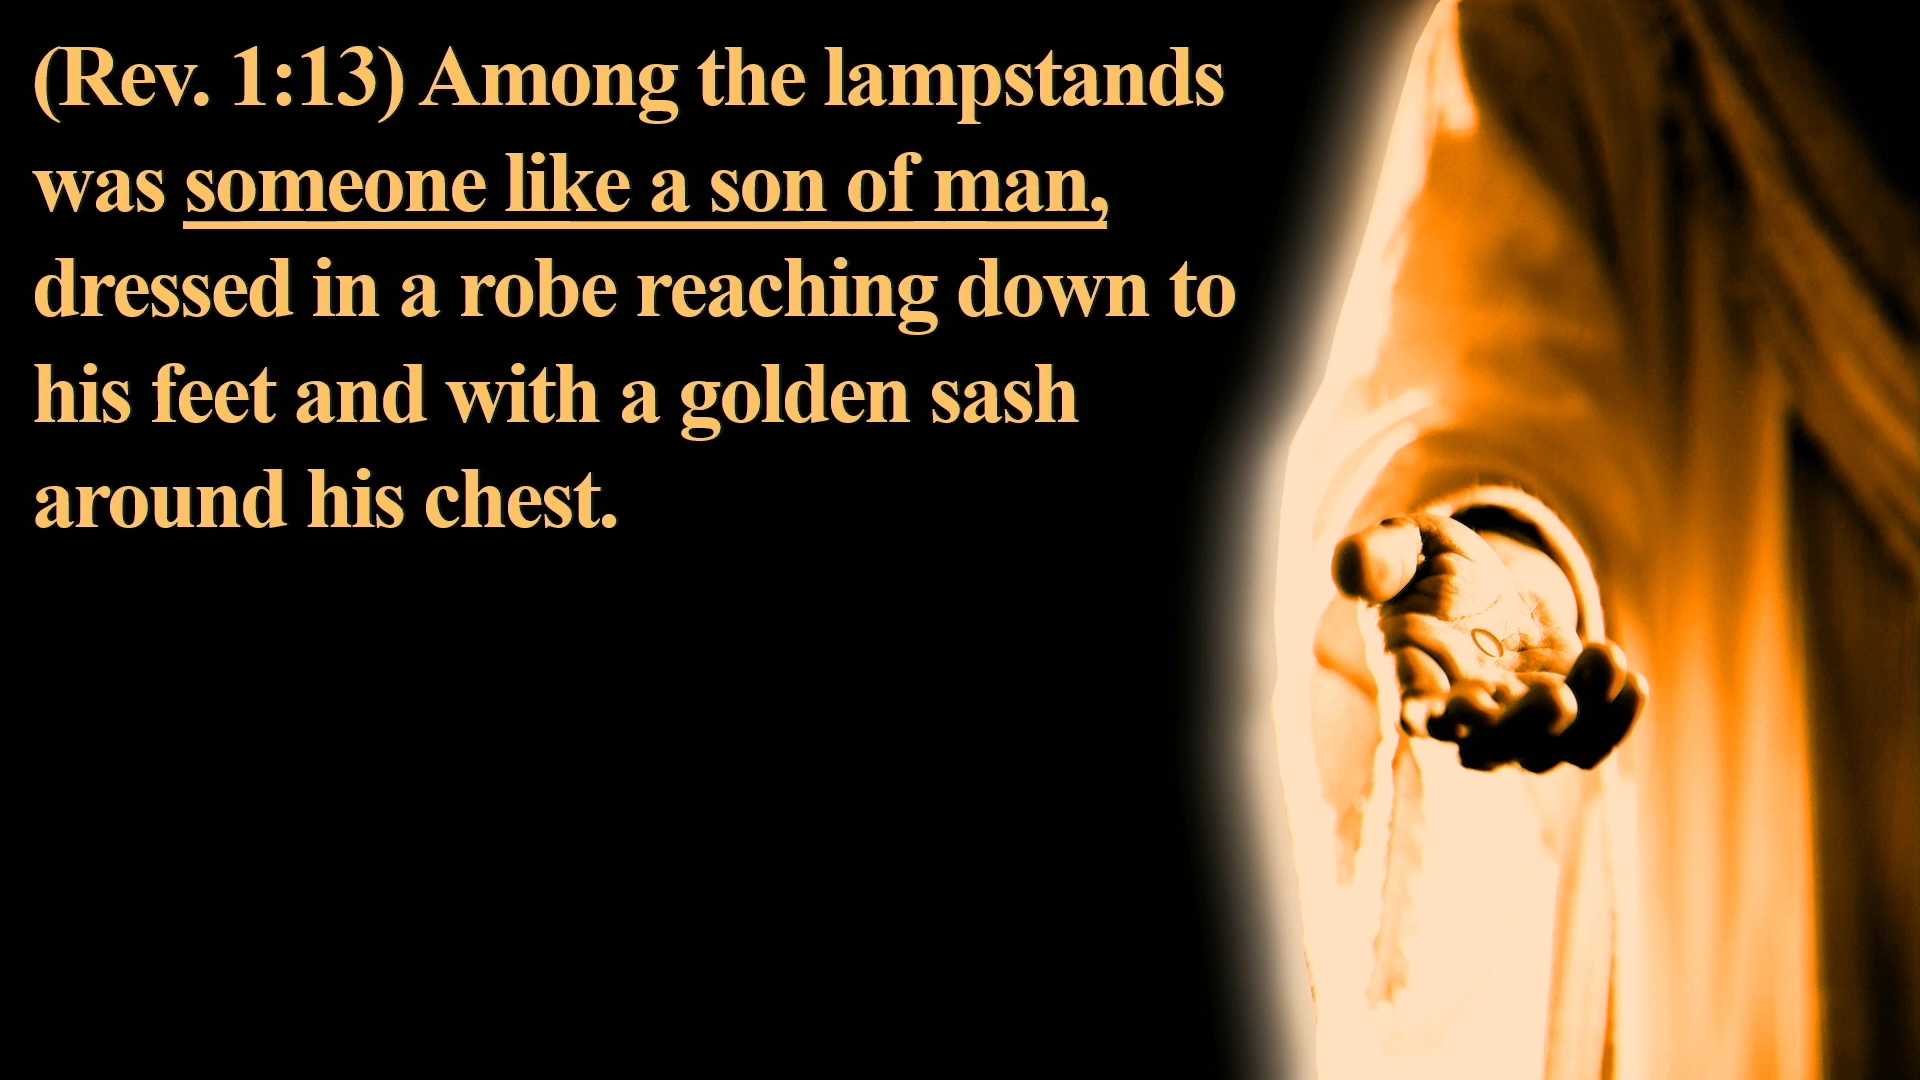 (Rev. 1:13) Among the lampstands
was someone like a son of man,
dressed in a robe reaching down to
his feet and with a golden sash
around his chest.